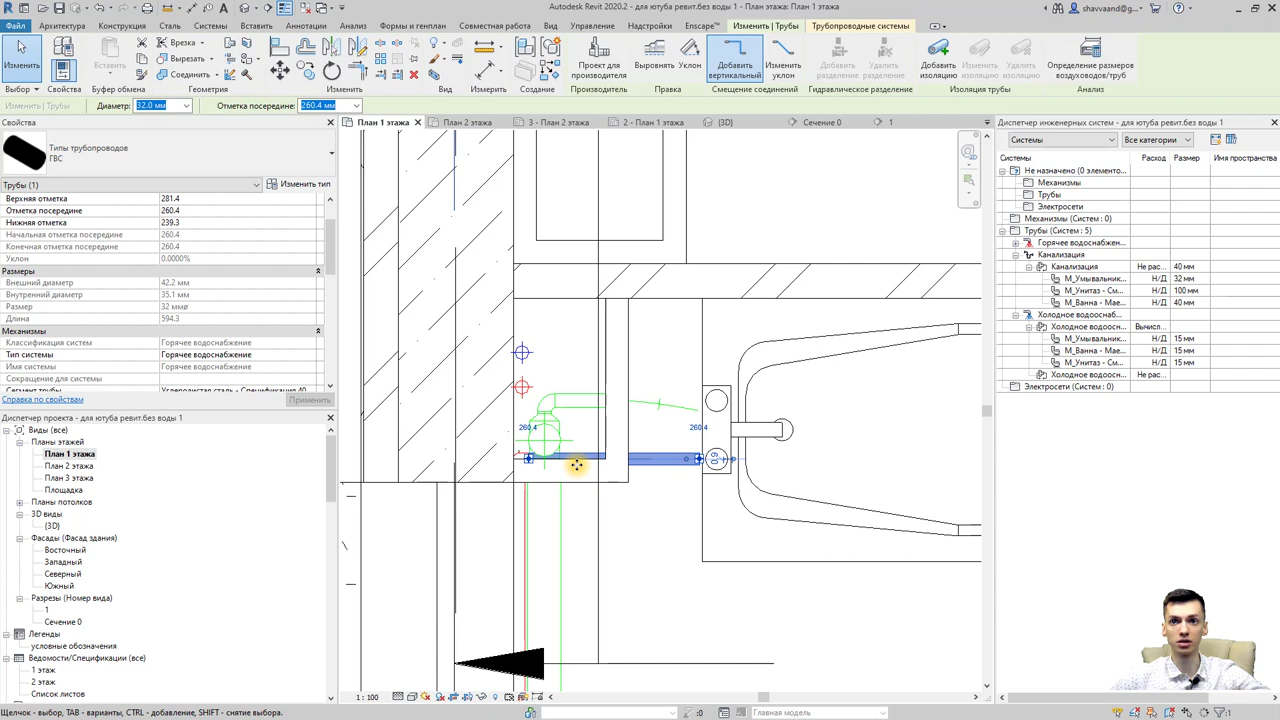 Autodesk Revit 2020.2 - для ютуба ревит.без воды 1 - План 1 этажа: План 1 этажа
shavvaand@g...
Файл Архитектура Конструкция Сталь Системы Вставить Аннотации Анализ Формы и генплан Совместная работа Вид Управление Надстройки Enscape™ Изменить | Трубы Трубопроводные системы
Изменить
Вставить
Врезка
Вырезать
Соединить
Проект для производителя
Выровнять
Уклон
Добавить вертикальный
Изменить уклон
Добавить разделение
Удалить разделение
Добавить изоляцию
Изменить изоляцию
Удалить изоляцию
Определение размеров воздуховодов/труб
Выбор Свойства Буфер обмена Геометрия Изменить Вид Измерить Создание Производитель Правка Смещение соединений Гидравлическое разделение Изоляция трубы Анализ
Изменить | Трубы Диаметр: 32.0 мм Отметка посередине: 260.4 мм
Свойства
План 1 этажа План 2 этажа 3 - План 2 этажа 2 - План 1 этажа {3D} Сечение 0 1
Типы трубопроводов
ГВС
Трубы (1) Изменить тип
Верхняя отметка 281.4
Отметка посередине 260.4
Нижняя отметка 239.3
Начальная отметка посередине 260.4
Конечная отметка посередине 260.4
Уклон 0.0000%
Размеры
Внешний диаметр 42.2 мм
Внутренний диаметр 35.1 мм
Размер 32 ммø
Длина 594.3
Механизмы
Классификация систем Горячее водоснабжение
Тип системы Горячее водоснабжение
Имя системы Горячее водоснабжение
Сокращение для системы
Сегмент трубы Углеродистая сталь - Спецификация 40
Справка по свойствам Применить
Диспетчер проекта - для ютуба ревит.без воды 1
Виды (все)
Планы этажей
План 1 этажа
План 2 этажа
План 3 этажа
Площадка
Планы потолков
3D виды
{3D}
Фасады (Фасад здания)
Восточный
Западный
Северный
Южный
Разрезы (Номер вида)
1
Сечение 0
Легенды
условные обозначения
Ведомости/Спецификации (все)
1 этаж
2 этаж
Список листов
260.4
260.4
0.9
1 : 100
Диспетчер инженерных систем - для ютуба ревит.без воды 1
Системы Все категории
Системы Расход Размер Имя пространства
Не назначено (0 элементо...
Механизмы
Трубы
Электросети
Механизмы (Систем : 0)
Трубы (Систем : 5)
Горячее водоснабжен...
Канализация
Канализация Не рас... 40 мм
М_Умывальник... Н/Д 32 мм
М_Унитаз - См... Н/Д 100 мм
М_Ванна - Мае... Н/Д 40 мм
Холодное водооснаб...
Холодное водоосн... Вычисл...
М_Умывальник... Н/Д 15 мм
М_Ванна - Мае... Н/Д 15 мм
М_Унитаз - См... Н/Д 15 мм
Холодное водоосн... Не рас...
Электросети (Систем : 0)
Щелчок - выбор, TAB - варианты, CTRL - добавление, SHIFT - снятие выбора.
:0
Главная модель
:1